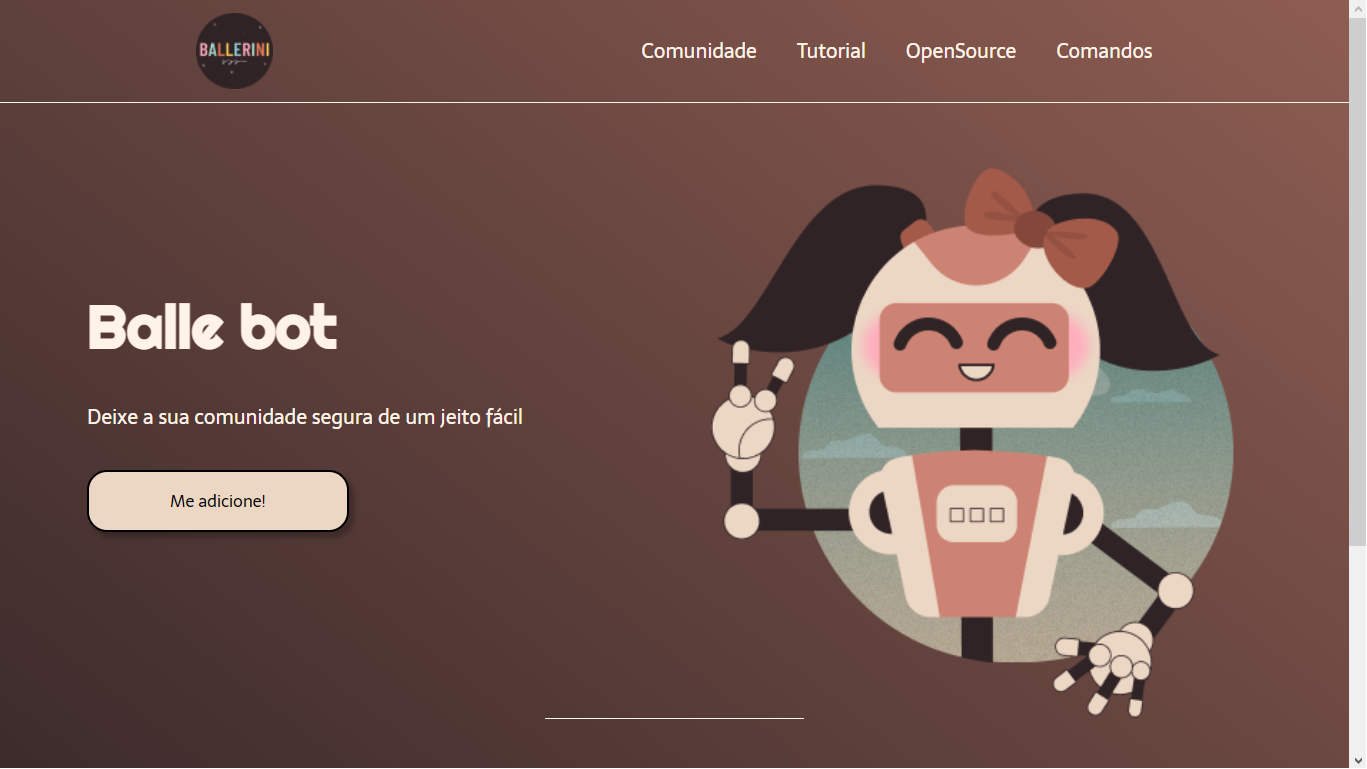 BALLERINI
Comunidade Tutorial OpenSource Comandos
Balle bot
Deixe a sua comunidade segura de um jeito fácil
Me adicione!